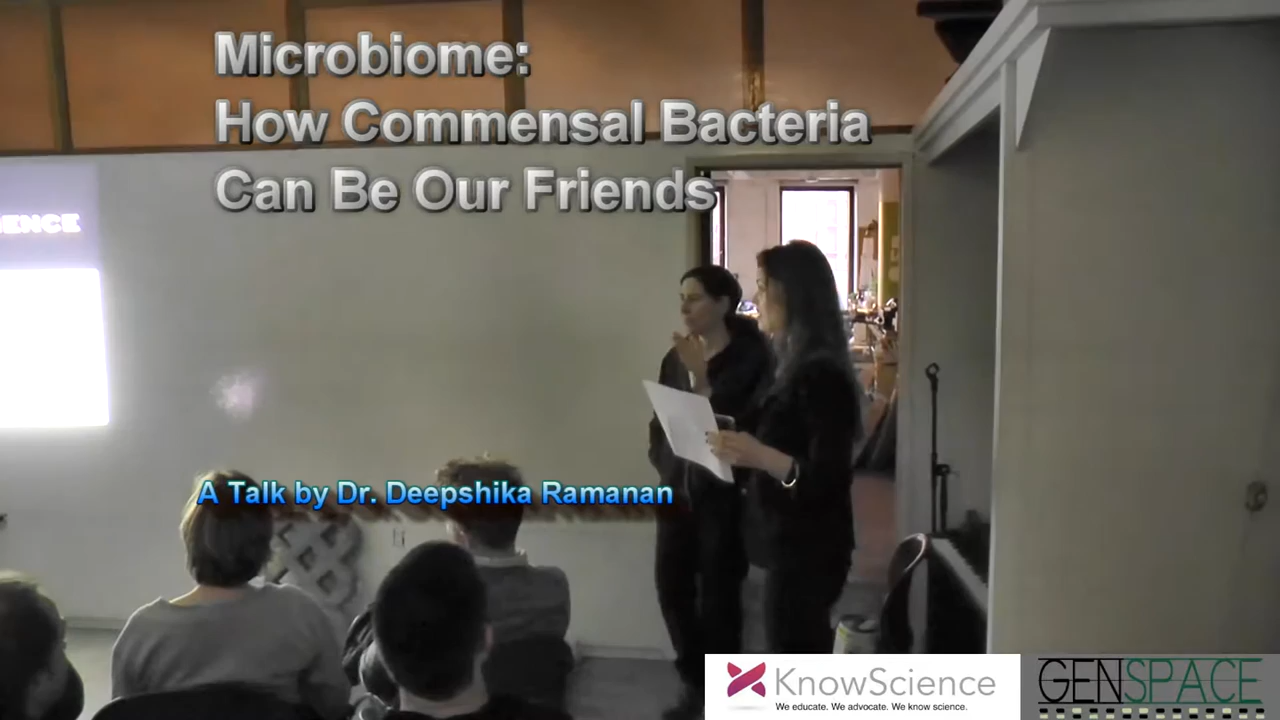 Microbiome:
How Commensal Bacteria
Can Be Our Friends
ENCE
A Talk by Dr. Deepshika Ramanan
KnowScience
We educate. We advocate. We know science.
GENSPACE